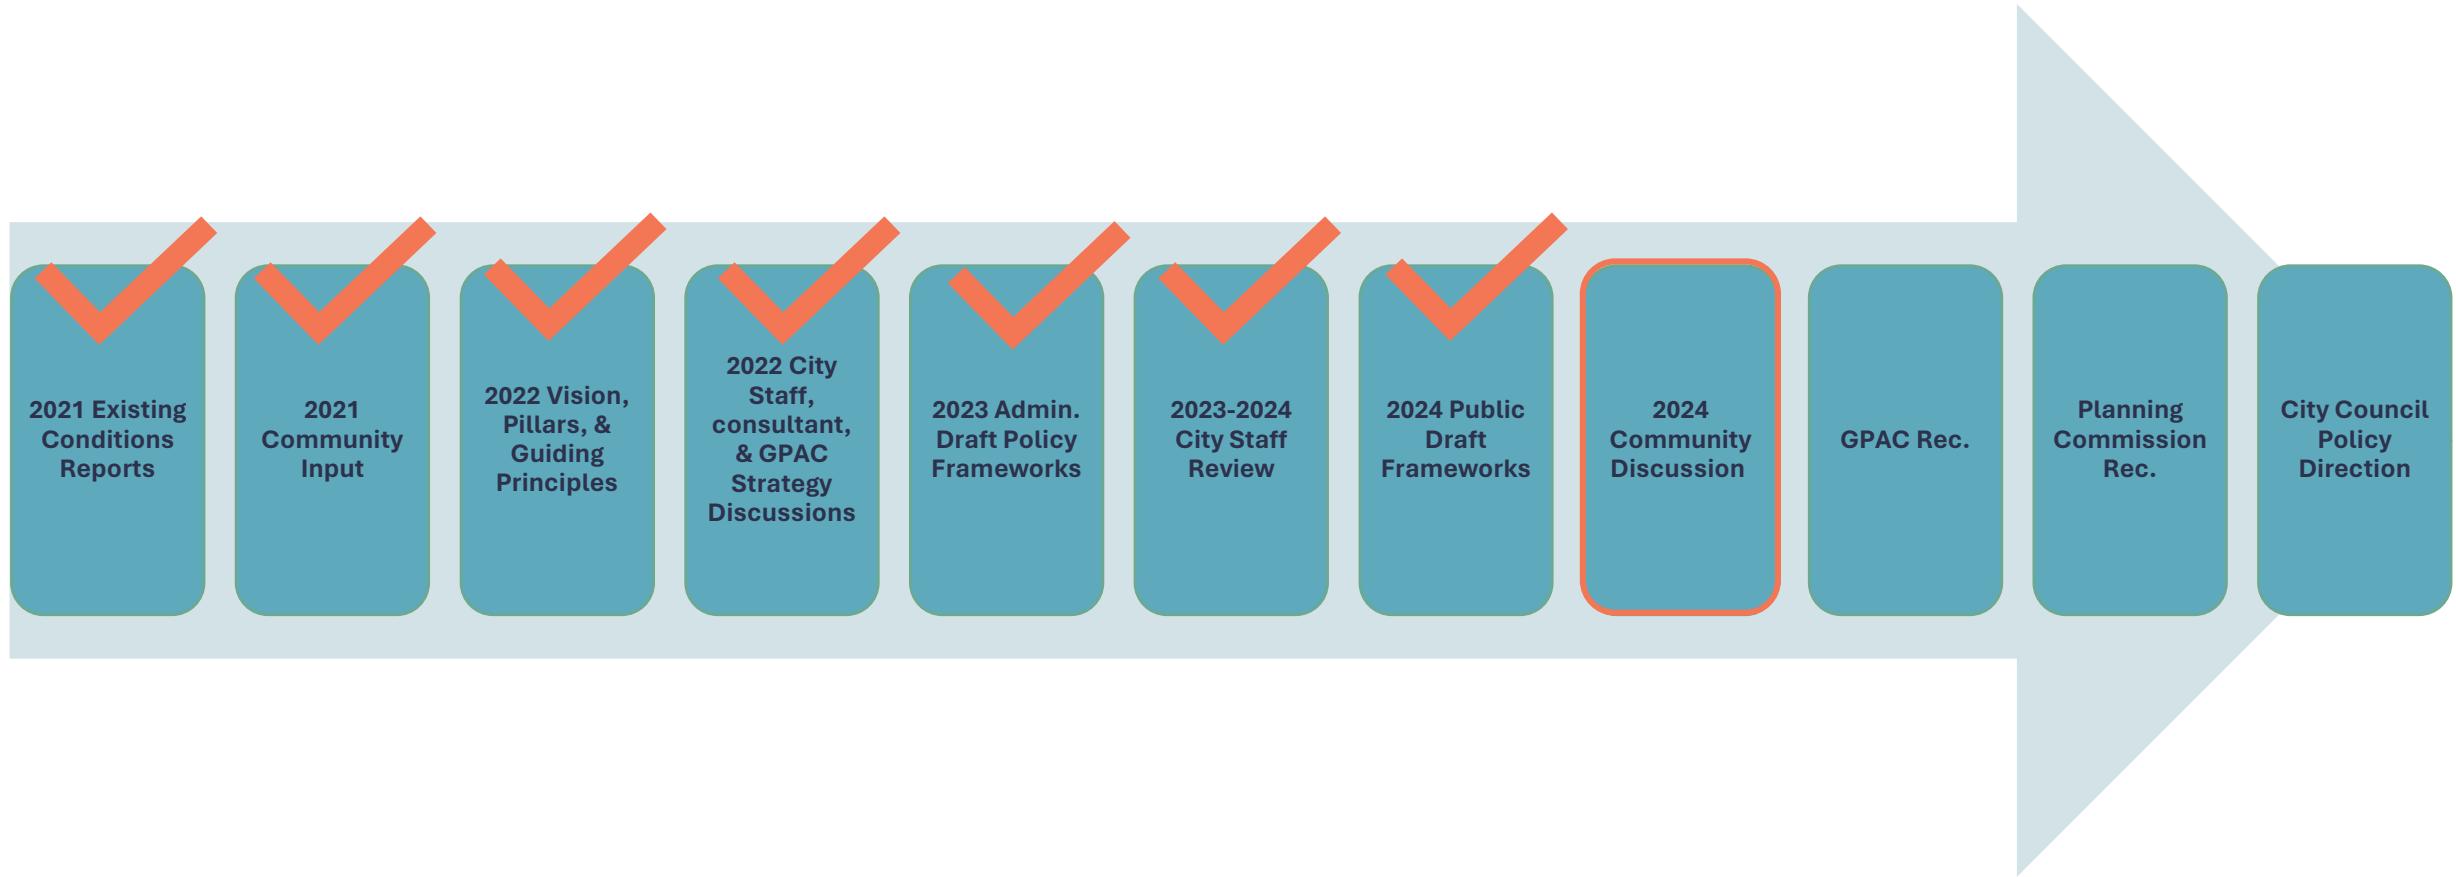 2021 Existing
Conditions
Reports
2021
Community
Input
2022 Vision,
Pillars, &
Guiding
Principles
2022 City
Staff,
consultant,
& GPAC
Strategy
Discussions
2023 Admin.
Draft Policy
Frameworks
2023-2024
City Staff
Review
2024 Public
Draft
Frameworks
2024
Community
Discussion
GPAC Rec.
Planning
Commission
Rec.
City Council
Policy
Direction